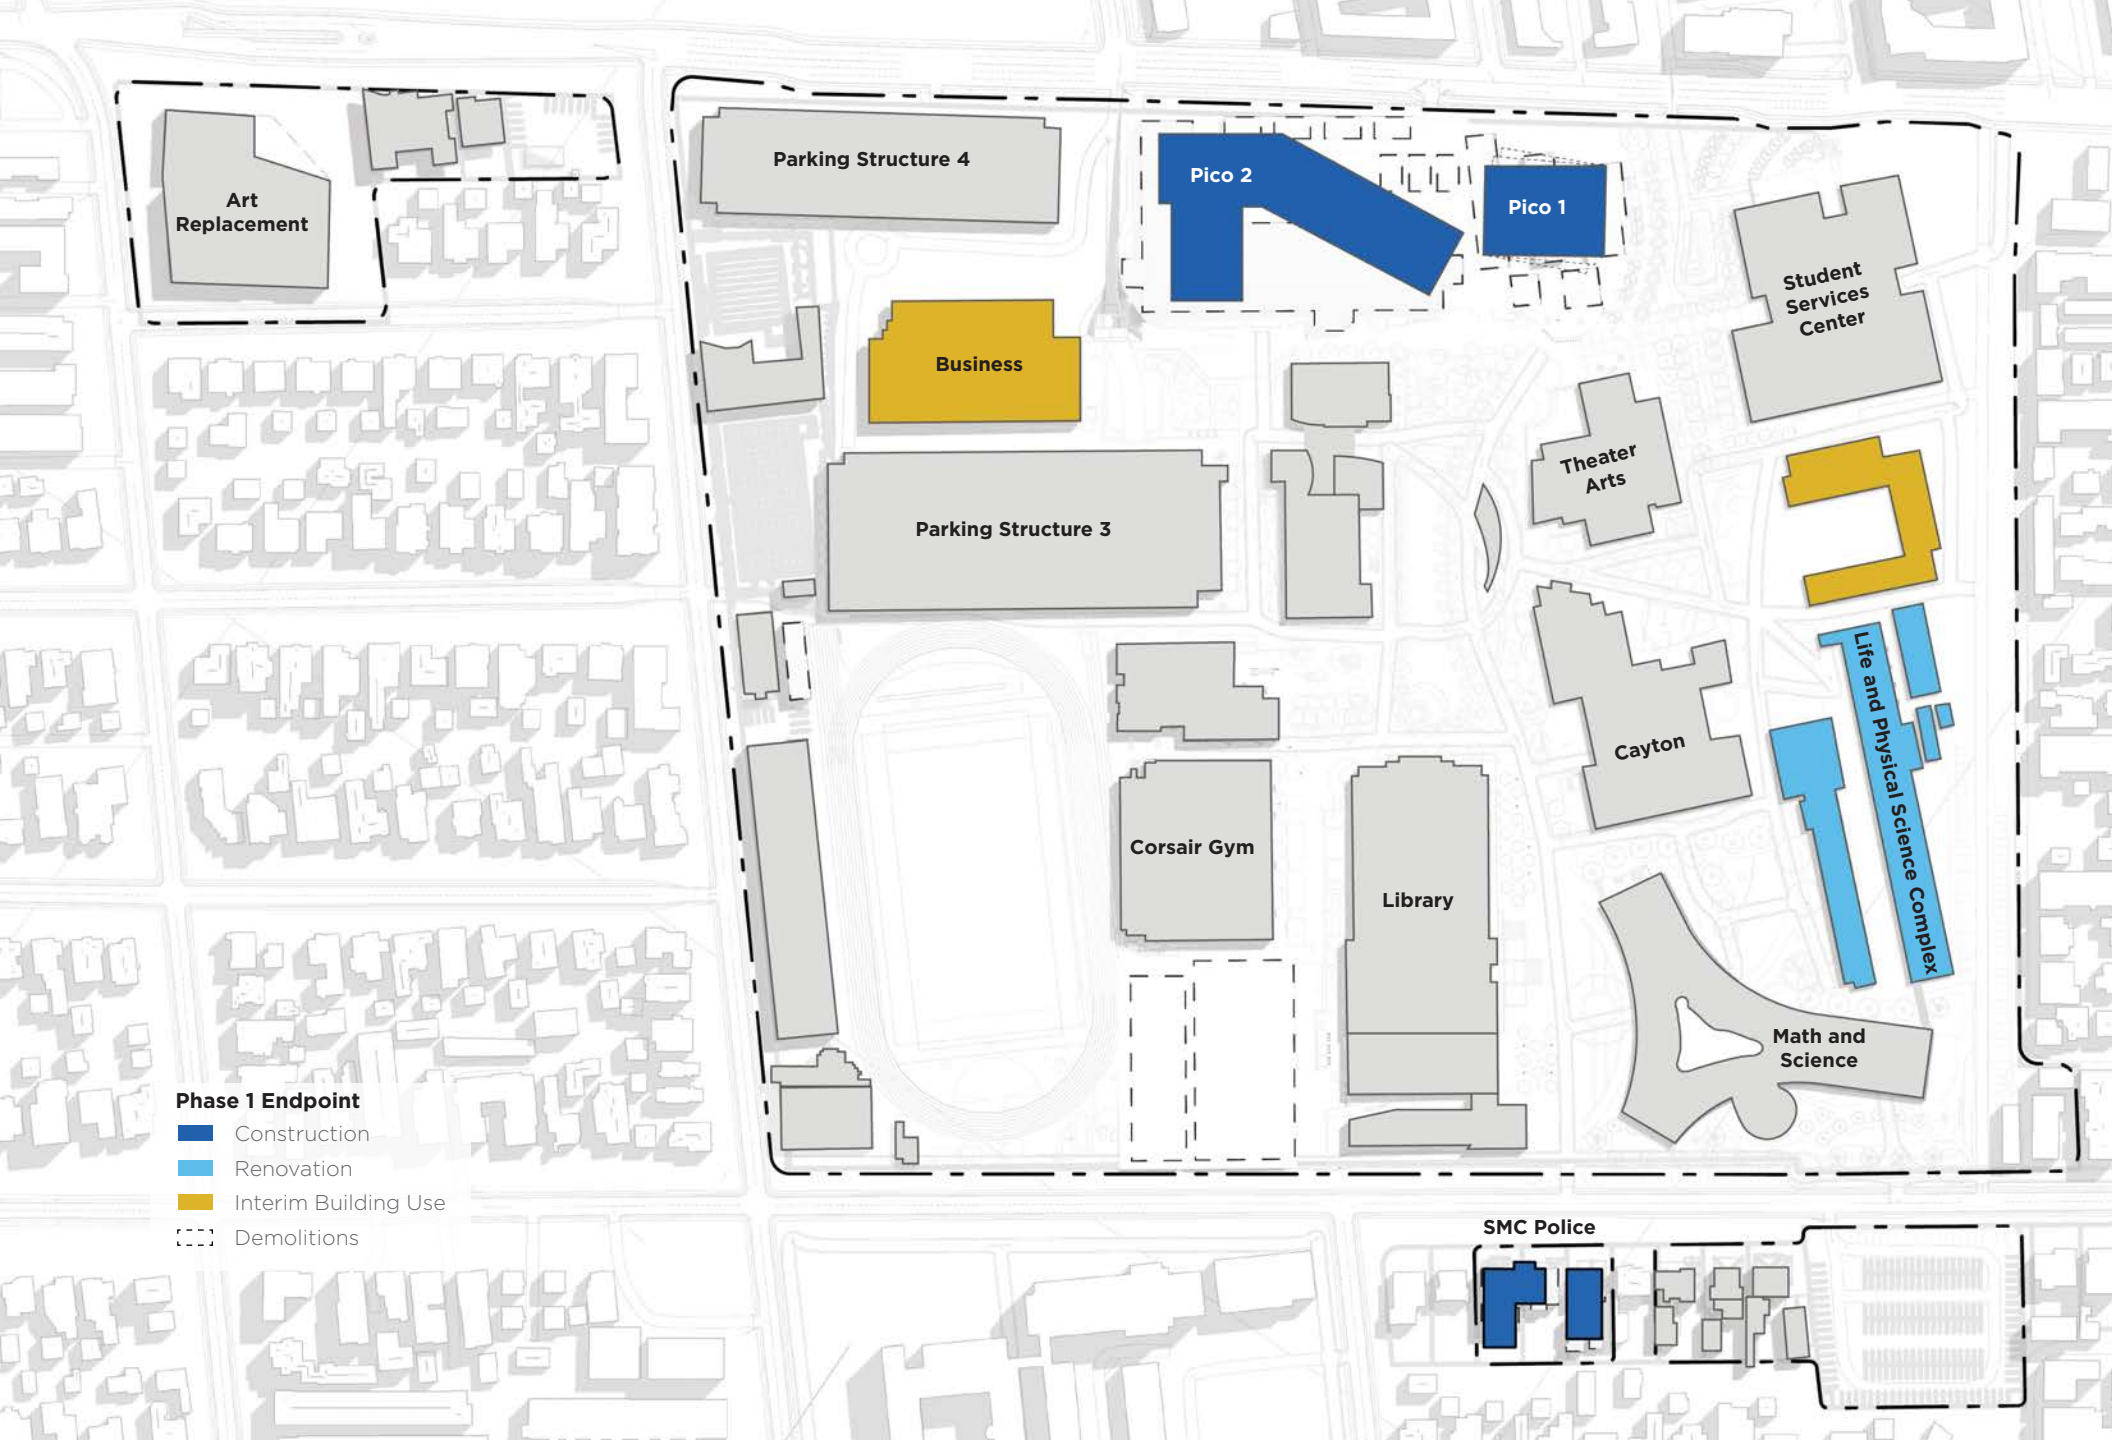 Art
Replacement
Parking Structure 4
Pico 2
Pico 1
Student
Services
Center
Business
Theater
Arts
Parking Structure 3
Life and Physical Science Complex
Cayton
Corsair Gym
Library
Math and
Science
Phase 1 Endpoint
Construction
Renovation
Interim Building Use
Demolitions
SMC Police